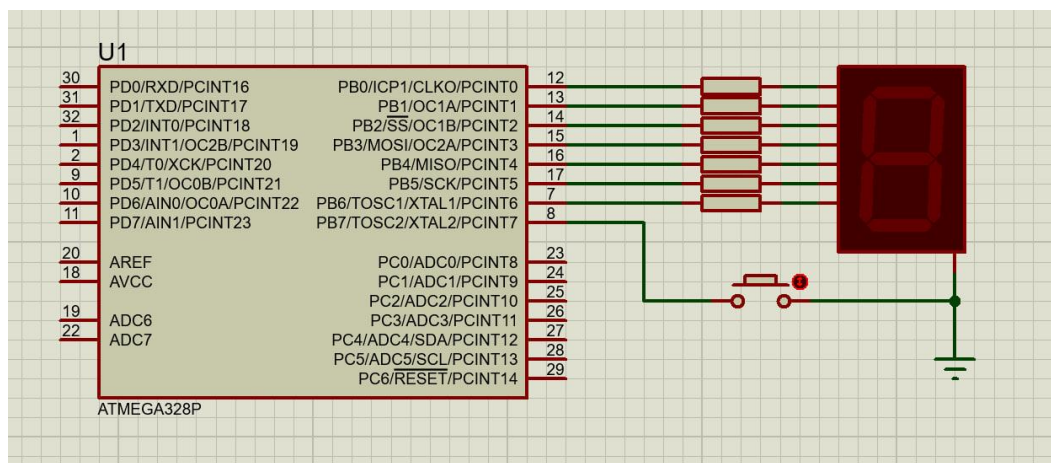 U1
30 PD0/RXD/PCINT16 PB0/ICP1/CLKO/PCINT0 12
31 PD1/TXD/PCINT17 PB1/OC1A/PCINT1 13
32 PD2/INT0/PCINT18 PB2/SS/OC1B/PCINT2 14
1 PD3/INT1/OC2B/PCINT19 PB3/MOSI/OC2A/PCINT3 15
2 PD4/T0/XCK/PCINT20 PB4/MISO/PCINT4 16
9 PD5/T1/OC0B/PCINT21 PB5/SCK/PCINT5 17
10 PD6/AIN0/OC0A/PCINT22 PB6/TOSC1/XTAL1/PCINT6 7
11 PD7/AIN1/PCINT23 PB7/TOSC2/XTAL2/PCINT7 8
20 AREF PC0/ADC0/PCINT8 23
18 AVCC PC1/ADC1/PCINT9 24
PC2/ADC2/PCINT10 25
19 ADC6 PC3/ADC3/PCINT11 26
22 ADC7 PC4/ADC4/SDA/PCINT12 27
PC5/ADC5/SCL/PCINT13 28
PC6/RESET/PCINT14 29
ATMEGA328P